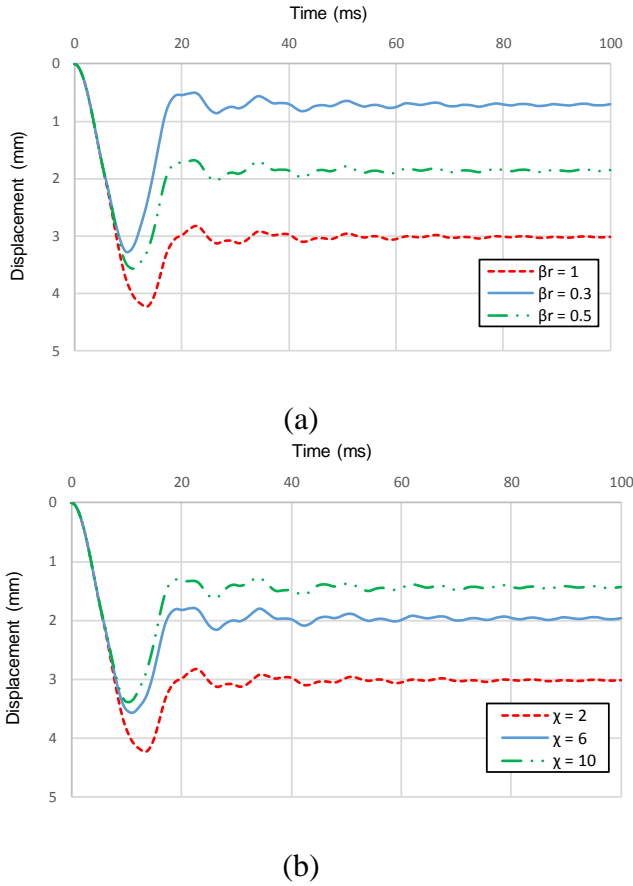 Time (ms)
0 20 40 60 80 100
0
1
2
3
4
5
Displacement (mm)
βr = 1
βr = 0.3
βr = 0.5
(a)
Time (ms)
0 20 40 60 80 100
0
1
2
3
4
5
Displacement (mm)
χ = 2
χ = 6
χ = 10
(b)